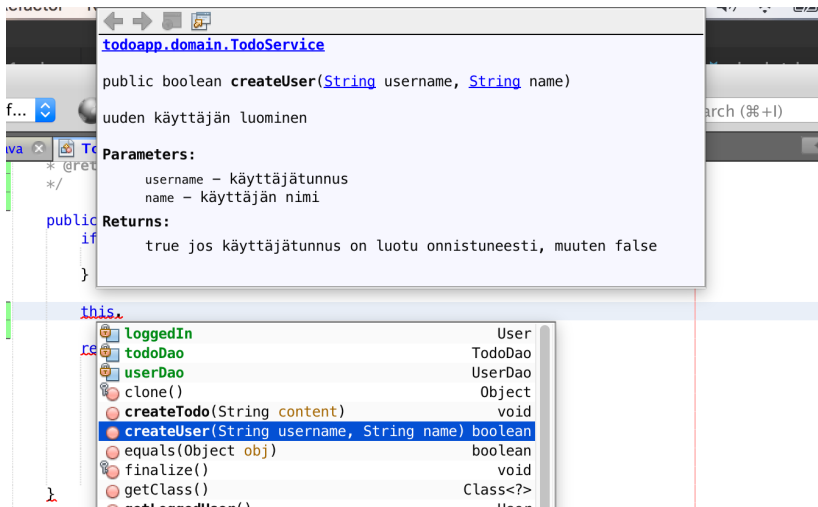 todoapp.domain.TodoService
public boolean createUser(String username, String name)
f...
arch (⌘+I)
uuden käyttäjän luominen
ava
To
Parameters:
* @ret
username – käyttäjätunnus
*/
name – käyttäjän nimi
public
Returns:
if
true jos käyttäjätunnus on luotu onnistuneesti, muuten false
}
this.
loggedIn User
re
todoDao TodoDao
userDao UserDao
clone() Object
createTodo(String content) void
createUser(String username, String name) boolean
equals(Object obj) boolean
finalize() void
getClass() Class<?>
}